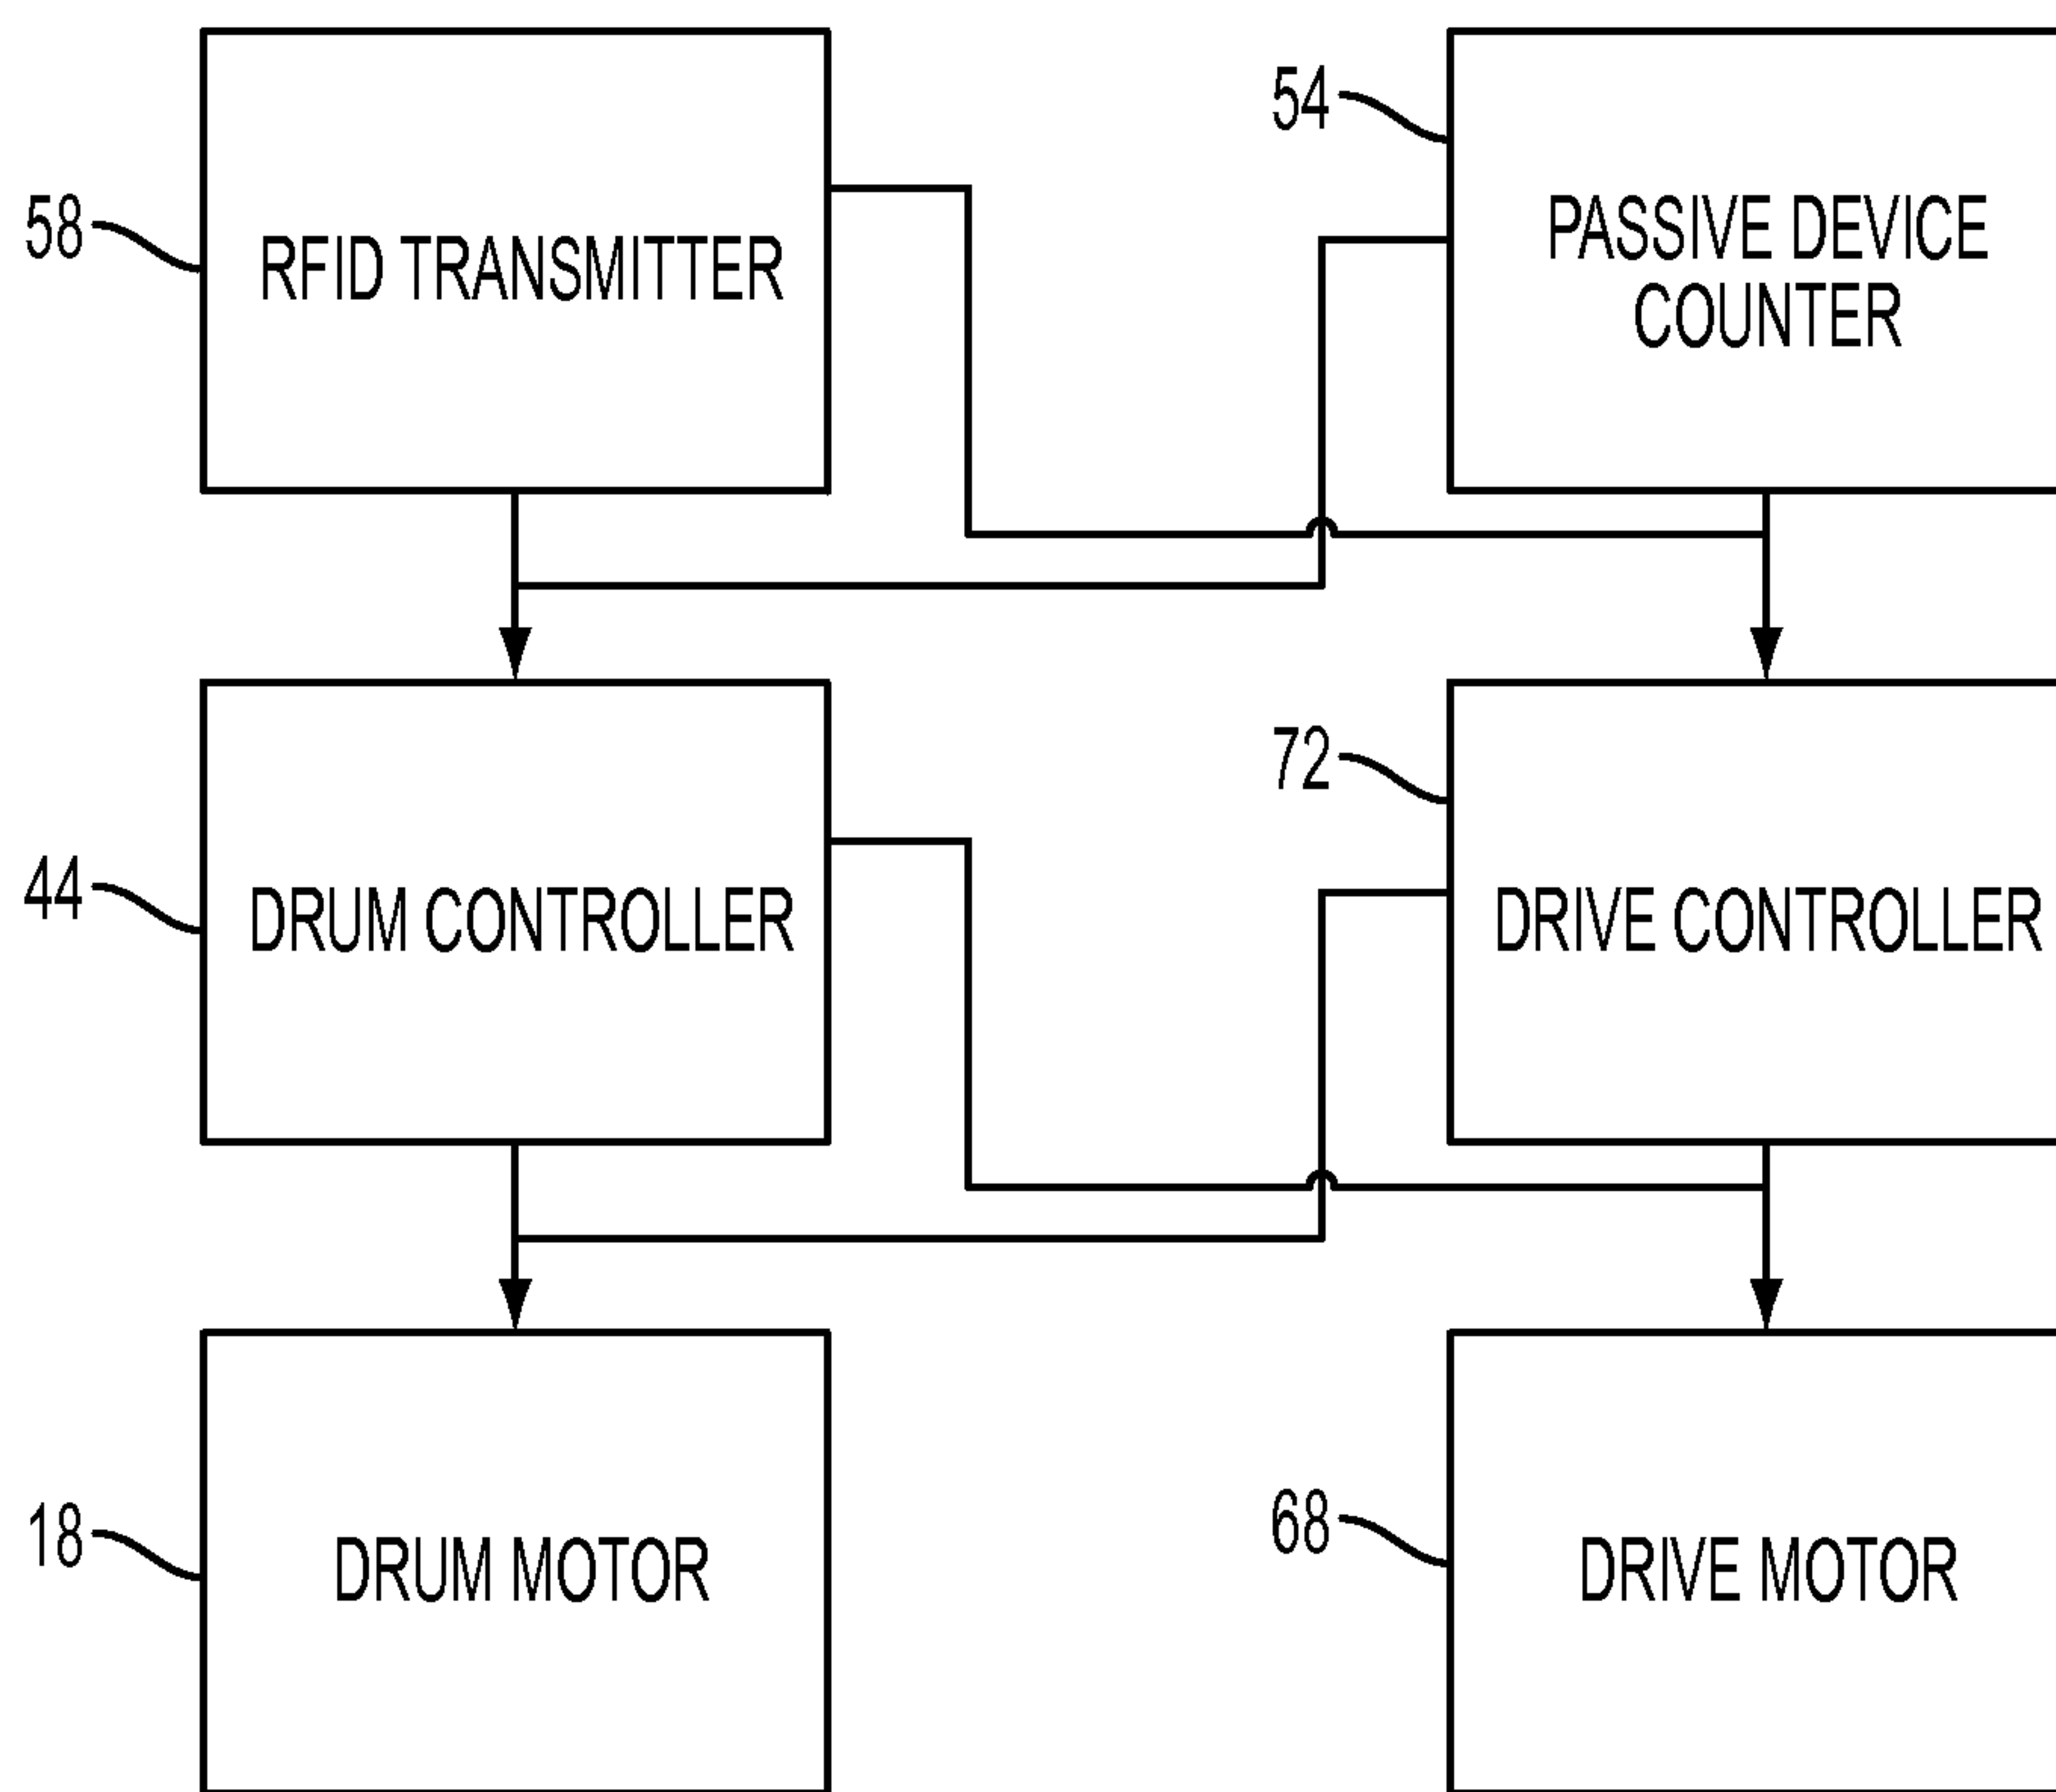 54
58
RFID TRANSMITTER
PASSIVE DEVICE
COUNTER
72
44
DRUM CONTROLLER
DRIVE CONTROLLER
18
68
DRUM MOTOR
DRIVE MOTOR